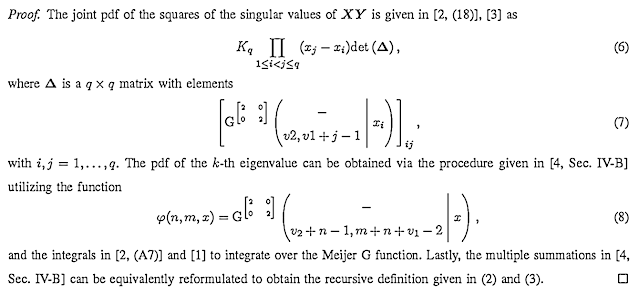 Proof. The joint pdf of the squares of the singular values of XY is given in [2, (18)], [3] as
K_q ∏_{1≤i<j≤q} (x_j − x_i)det (Δ), (6)
where Δ is a q × q matrix with elements
[G^{[2 0 0 2]} ( − v2, v1 + j − 1 | x_i )]_{ij}, (7)
with i, j = 1, . . . , q. The pdf of the k-th eigenvalue can be obtained via the procedure given in [4, Sec. IV-B]
utilizing the function
φ(n, m, x) = G^{[2 0 0 2]} ( − v_2 + n − 1, m + n + v_1 − 2 | x ), (8)
and the integrals in [2, (A7)] and [1] to integrate over the Meijer G function. Lastly, the multiple summations in [4,
Sec. IV-B] can be equivalently reformulated to obtain the recursive definition given in (2) and (3). □